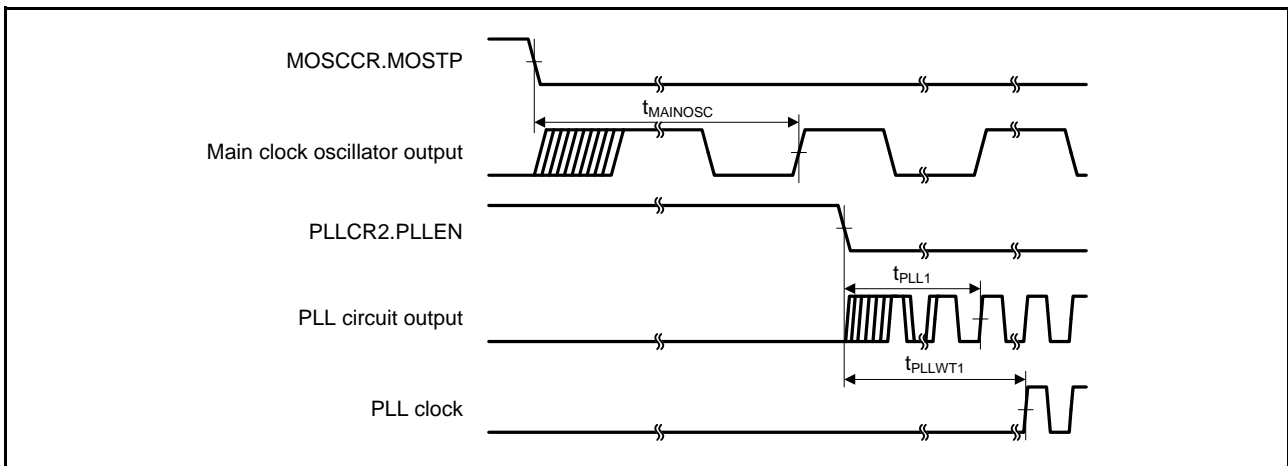 MOSCCR.MOSTP
tMAINOSC
Main clock oscillator output
PLLCR2.PLLEN
tPLL1
PLL circuit output
tPLLWT1
PLL clock